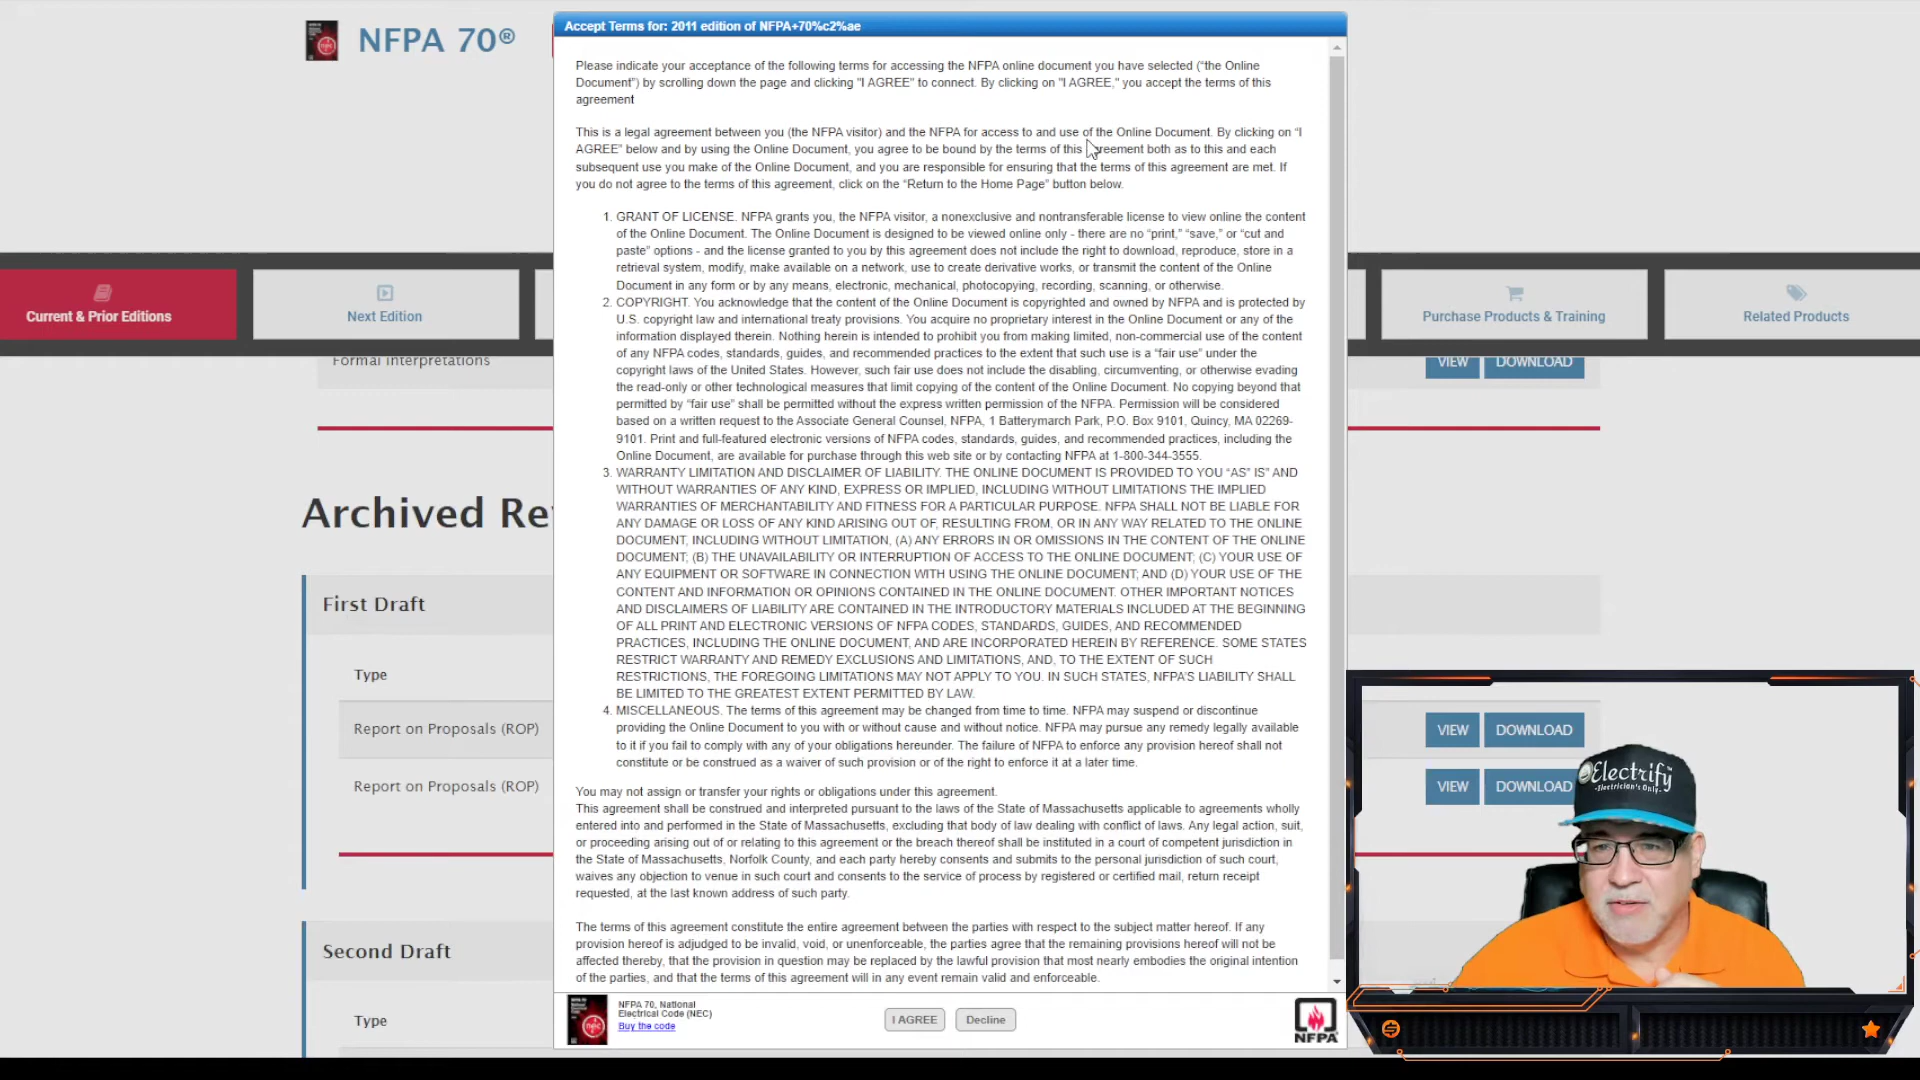 NFPA 70®
Accept Terms for: 2011 edition of NFPA+70%c2%ae
Please indicate your acceptance of the following terms for accessing the NFPA online document you have selected (“the Online
Document”) by scrolling down the page and clicking "I AGREE" to connect. By clicking on "I AGREE," you accept the terms of this
agreement
This is a legal agreement between you (the NFPA visitor) and the NFPA for access to and use of the Online Document. By clicking on “I
AGREE” below and by using the Online Document, you agree to be bound by the terms of this agreement both as to this and each
subsequent use you make of the Online Document, and you are responsible for ensuring that the terms of this agreement are met. If
you do not agree to the terms of this agreement, click on the “Return to the Home Page” button below.
1. GRANT OF LICENSE. NFPA grants you, the NFPA visitor, a nonexclusive and nontransferable license to view online the content
of the Online Document. The Online Document is designed to be viewed online only - there are no “print,” “save,” or “cut and
paste” options - and the license granted to you by this agreement does not include the right to download, reproduce, store in a
retrieval system, modify, make available on a network, use to create derivative works, or transmit the content of the Online
Document in any form or by any means, electronic, mechanical, photocopying, recording, scanning, or otherwise.
2. COPYRIGHT. You acknowledge that the content of the Online Document is copyrighted and owned by NFPA and is protected by
U.S. copyright law and international treaty provisions. You acquire no proprietary interest in the Online Document or any of the
information displayed therein. Nothing herein is intended to prohibit you from making limited, non-commercial use of the content
of any NFPA codes, standards, guides, and recommended practices to the extent that such use is a “fair use” under the
copyright laws of the United States. However, such fair use does not include the disabling, circumventing, or otherwise evading
the read-only or other technological measures that limit copying of the content of the Online Document. No copying beyond that
permitted by “fair use” shall be permitted without the express written permission of the NFPA. Permission will be considered
based on a written request to the Associate General Counsel, NFPA, 1 Batterymarch Park, P.O. Box 9101, Quincy, MA 02269-
9101. Print and full-featured electronic versions of NFPA codes, standards, guides, and recommended practices, including the
Online Document, are available for purchase through this web site or by contacting NFPA at 1-800-344-3555.
3. WARRANTY LIMITATION AND DISCLAIMER OF LIABILITY. THE ONLINE DOCUMENT IS PROVIDED TO YOU “AS” IS” AND
WITHOUT WARRANTIES OF ANY KIND, EXPRESS OR IMPLIED, INCLUDING WITHOUT LIMITATIONS THE IMPLIED
WARRANTIES OF MERCHANTABILITY AND FITNESS FOR A PARTICULAR PURPOSE. NFPA SHALL NOT BE LIABLE FOR
ANY DAMAGE OR LOSS OF ANY KIND ARISING OUT OF, RESULTING FROM, OR IN ANY WAY RELATED TO THE ONLINE
DOCUMENT, INCLUDING WITHOUT LIMITATION, (A) ANY ERRORS IN OR OMISSIONS IN THE CONTENT OF THE ONLINE
DOCUMENT; (B) THE UNAVAILABILITY OR INTERRUPTION OF ACCESS TO THE ONLINE DOCUMENT; (C) YOUR USE OF
ANY EQUIPMENT OR SOFTWARE IN CONNECTION WITH USING THE ONLINE DOCUMENT; AND (D) YOUR USE OF THE
CONTENT AND INFORMATION OR OPINIONS CONTAINED IN THE ONLINE DOCUMENT. OTHER IMPORTANT NOTICES
AND DISCLAIMERS OF LIABILITY ARE CONTAINED IN THE INTRODUCTORY MATERIALS INCLUDED AT THE BEGINNING
OF ALL PRINT AND ELECTRONIC VERSIONS OF NFPA CODES, STANDARDS, GUIDES, AND RECOMMENDED
PRACTICES, INCLUDING THE ONLINE DOCUMENT, AND ARE INCORPORATED HEREIN BY REFERENCE. SOME STATES
RESTRICT WARRANTY AND REMEDY EXCLUSIONS AND LIMITATIONS, AND, TO THE EXTENT OF SUCH
RESTRICTIONS, THE FOREGOING LIMITATIONS MAY NOT APPLY TO YOU. IN SUCH STATES, NFPA'S LIABILITY SHALL
BE LIMITED TO THE GREATEST EXTENT PERMITTED BY LAW.
4. MISCELLANEOUS. The terms of this agreement may be changed from time to time. NFPA may suspend or discontinue
providing the Online Document to you with or without cause and without notice. NFPA may pursue any remedy legally available
to it if you fail to comply with any of your obligations hereunder. The failure of NFPA to enforce any provision hereof shall not
constitute or be construed as a waiver of such provision or of the right to enforce it at a later time.
You may not assign or transfer your rights or obligations under this agreement.
This agreement shall be construed and interpreted pursuant to the laws of the State of Massachusetts applicable to agreements wholly
entered into and performed in the State of Massachusetts, excluding that body of law dealing with conflict of laws. Any legal action, suit,
or proceeding arising out of or relating to this agreement or the breach thereof shall be instituted in a court of competent jurisdiction in
the State of Massachusetts, Norfolk County, and each party hereby consents and submits to the personal jurisdiction of such court,
waives any objection to venue in such court and consents to the service of process by registered or certified mail, return receipt
requested, at the last known address of such party.
The terms of this agreement constitute the entire agreement between the parties with respect to the subject matter hereof. If any
provision hereof is adjudged to be invalid, void, or unenforceable, the parties agree that the remaining provisions hereof will not be
affected thereby, that the provision in question may be replaced by the lawful provision that most nearly embodies the original intention
of the parties, and that the terms of this agreement will in any event remain valid and enforceable.
NFPA 70, National
Electrical Code (NEC)
Buy the code
I AGREE
Decline
NFPA
Current & Prior Editions
Next Edition
Purchase Products & Training
Related Products
Formal Interpretations
VIEW
DOWNLOAD
Archived Re
First Draft
Type
Report on Proposals (ROP)
VIEW
DOWNLOAD
Report on Proposals (ROP)
VIEW
DOWNLOAD
Second Draft
Type
Electrify™
-Electrician's Only-
nec
nec